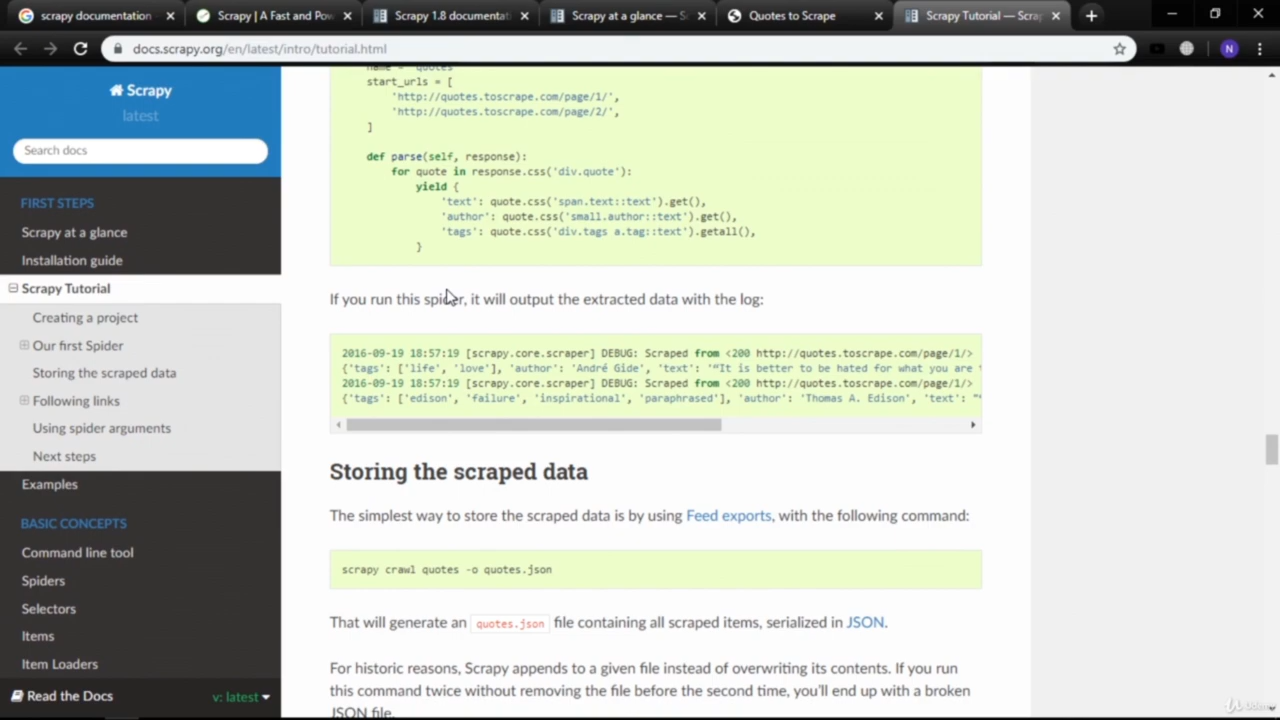 scrapy documentation
Scrapy | A Fast and Pow
Scrapy 1.8 documentat
Scrapy at a glance — Sc
Quotes to Scrape
Scrapy Tutorial — Scra
docs.scrapy.org/en/latest/intro/tutorial.html
N
Scrapy
latest
Search docs
FIRST STEPS
Scrapy at a glance
Installation guide
Scrapy Tutorial
Creating a project
Our first Spider
Storing the scraped data
Following links
Using spider arguments
Next steps
Examples
BASIC CONCEPTS
Command line tool
Spiders
Selectors
Items
Item Loaders
Read the Docs
v: latest
name = "quotes"
start_urls = [
'http://quotes.toscrape.com/page/1/',
'http://quotes.toscrape.com/page/2/',
]
def parse(self, response):
for quote in response.css('div.quote'):
yield {
'text': quote.css('span.text::text').get(),
'author': quote.css('small.author::text').get(),
'tags': quote.css('div.tags a.tag::text').getall(),
}
If you run this spider, it will output the extracted data with the log:
2016-09-19 18:57:19 [scrapy.core.scraper] DEBUG: Scraped from <200 http://quotes.toscrape.com/page/1/>
{'tags': ['life', 'love'], 'author': 'André Gide', 'text': '“It is better to be hated for what you are
2016-09-19 18:57:19 [scrapy.core.scraper] DEBUG: Scraped from <200 http://quotes.toscrape.com/page/1/>
{'tags': ['edison', 'failure', 'inspirational', 'paraphrased'], 'author': 'Thomas A. Edison', 'text': "“
Storing the scraped data
The simplest way to store the scraped data is by using Feed exports, with the following command:
scrapy crawl quotes -o quotes.json
That will generate an quotes.json file containing all scraped items, serialized in JSON.
For historic reasons, Scrapy appends to a given file instead of overwriting its contents. If you run
this command twice without removing the file before the second time, you'll end up with a broken
JSON file.
Udemy